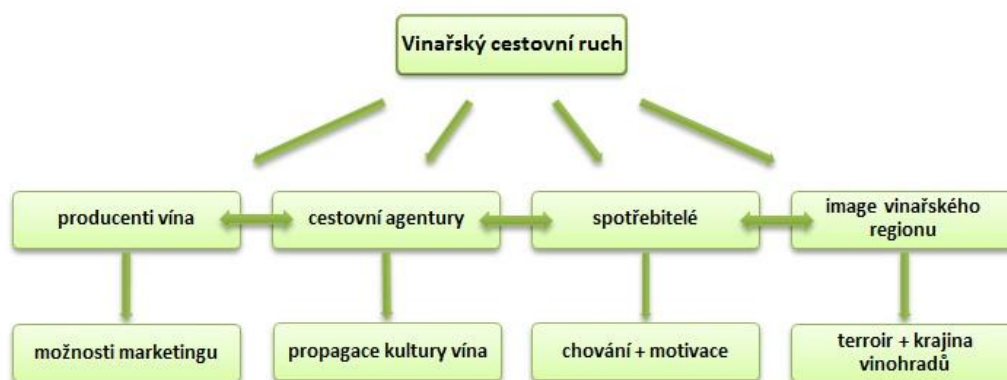 Vinařský cestovní ruch
producenti vína
cestovní agentury
spotřebitelé
image vinařského
regionu
možnosti marketingu
propagace kultury vína
chování + motivace
terroir + krajina
vinohradů